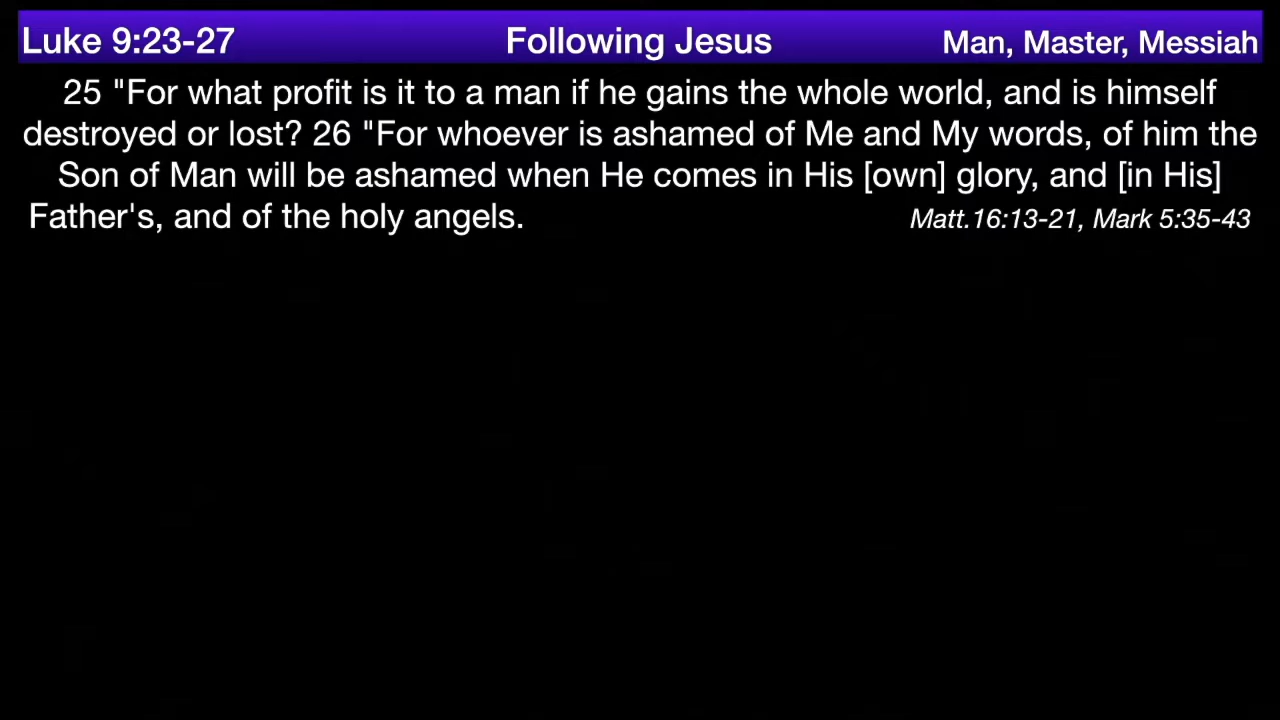 Luke 9:23-27 Following Jesus Man, Master, Messiah
25 "For what profit is it to a man if he gains the whole world, and is himself
destroyed or lost? 26 "For whoever is ashamed of Me and My words, of him the
Son of Man will be ashamed when He comes in His [own] glory, and [in His]
Father's, and of the holy angels. Matt.16:13-21, Mark 5:35-43